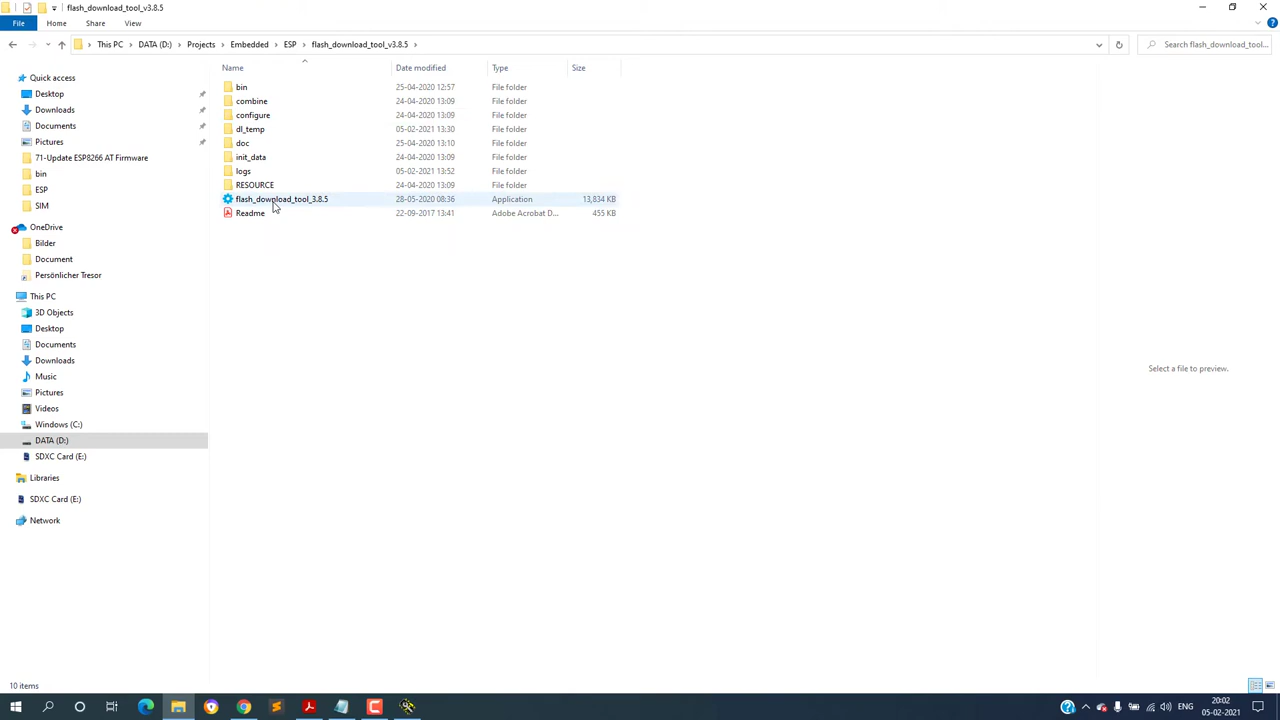 flash_download_tool_v3.8.5
File Home Share View
This PC > DATA (D:) > Projects > Embedded > ESP > flash_download_tool_v3.8.5 >
Search flash_download_tool...
Name Date modified Type Size
Quick access
Desktop
Downloads
Documents
Pictures
71-Update ESP8266 AT Firmware
bin
ESP
SIM
OneDrive
Bilder
Document
Persönlicher Tresor
This PC
3D Objects
Desktop
Documents
Downloads
Music
Pictures
Videos
Windows (C:)
DATA (D:)
SDXC Card (E:)
Libraries
SDXC Card (E:)
Network
bin 25-04-2020 12:57 File folder
combine 24-04-2020 13:09 File folder
configure 24-04-2020 13:09 File folder
dl_temp 05-02-2021 13:30 File folder
doc 25-04-2020 13:10 File folder
init_data 24-04-2020 13:09 File folder
logs 05-02-2021 13:52 File folder
RESOURCE 24-04-2020 13:09 File folder
flash_download_tool_3.8.5 28-05-2020 08:36 Application 13,834 KB
Readme 22-09-2017 13:41 Adobe Acrobat D... 455 KB
Select a file to preview.
10 items
ENG
20:02
05-02-2021